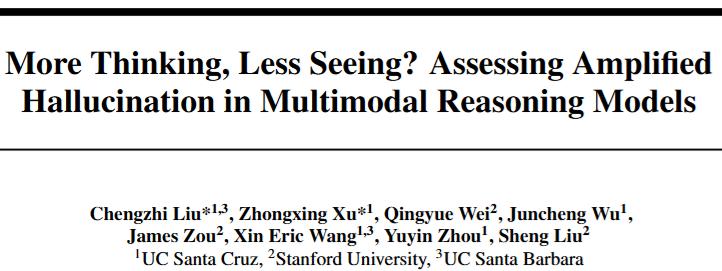 More Thinking, Less Seeing? Assessing Amplified
Hallucination in Multimodal Reasoning Models
Chengzhi Liu*1,3, Zhongxing Xu*1, Qingyue Wei2, Juncheng Wu1,
James Zou2, Xin Eric Wang1,3, Yuyin Zhou1, Sheng Liu2
1UC Santa Cruz, 2Stanford University, 3UC Santa Barbara